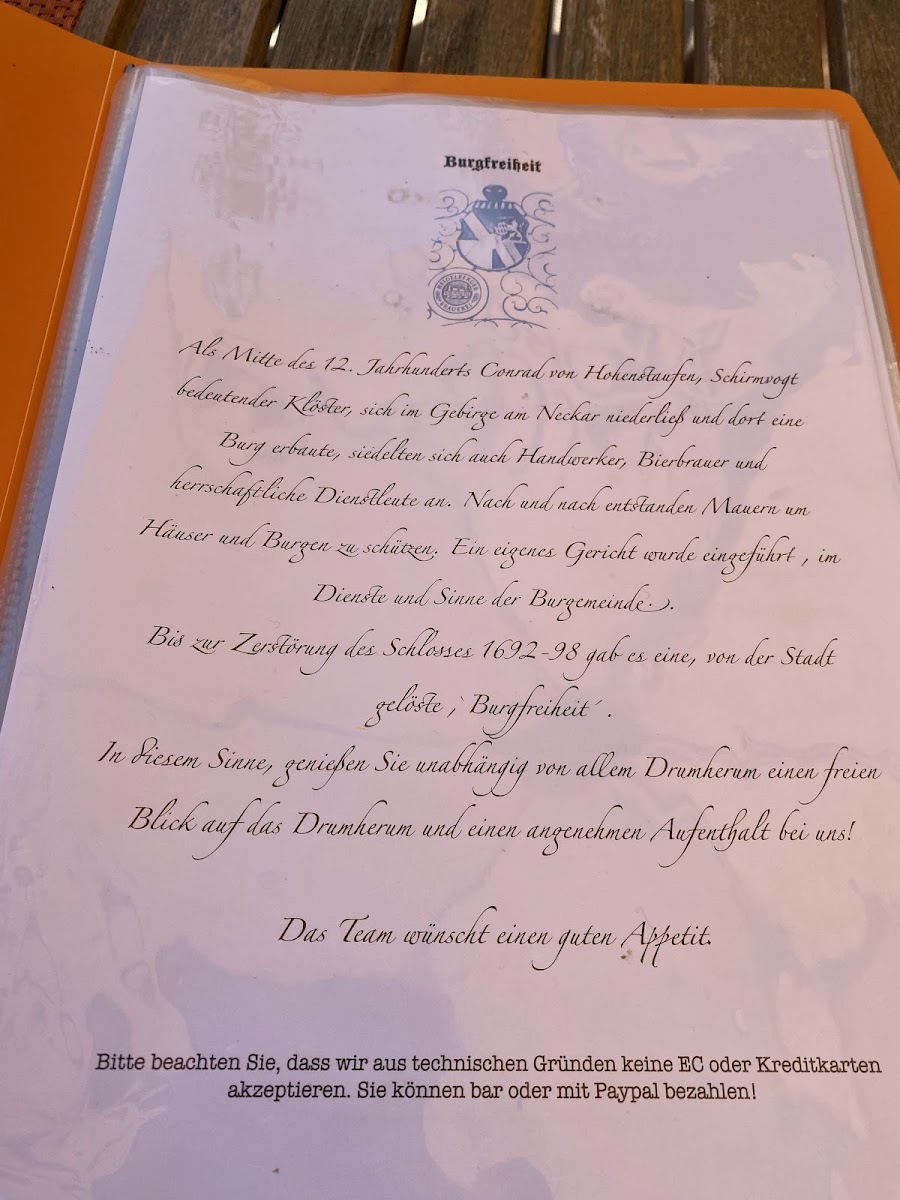 Burgfreiheit
HEIDELBERGER
BRAUEREI
Als Mitte des 12. Jahrhunderts Conrad von Hohenstaufen, Schirmvogt
bedeutender Klöster, sich im Gebirge am Neckar niederließ und dort eine
Burg erbaute, siedelten sich auch Handwerker, Bierbrauer und
herrschaftliche Dienstleute an. Nach und nach entstanden Mauern um
Häuser und Burgen zu schützen. Ein eigenes Gericht wurde eingeführt , im
Dienste und Sinne der Burgemeinde.
Bis zur Zerstörung des Schlosses 1692-98 gab es eine, von der Stadt
gelöste ,`Burgfreiheit´.
In diesem Sinne, genießen Sie unabhängig von allem Drumherum einen freien
Blick auf das Drumherum und einen angenehmen Aufenthalt bei uns!
Das Team wünscht einen guten Appetit.
Bitte beachten Sie, dass wir aus technischen Gründen keine EC oder Kreditkarten
akzeptieren. Sie können bar oder mit Paypal bezahlen!